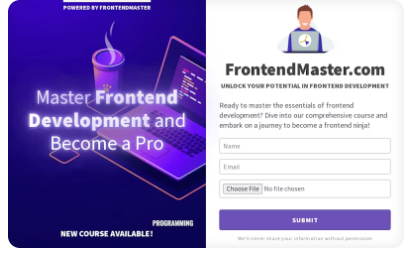 POWERED BY FRONTENDMASTER
Master Frontend
Development and
Become a Pro
PROGRAMMING
NEW COURSE AVAILABLE!
FrontendMaster.com
UNLOCK YOUR POTENTIAL IN FRONTEND DEVELOPMENT
Ready to master the essentials of frontend
development? Dive into our comprehensive course and
embark on a journey to become a frontend ninja!
Name
Email
Choose File No file chosen
SUBMIT
We'll never share your information without permission